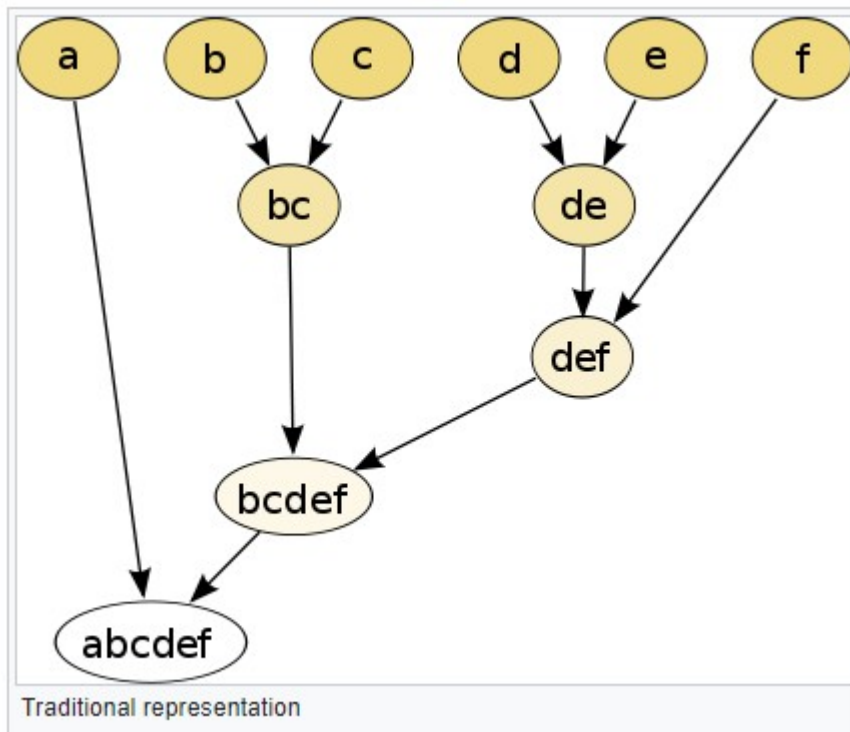 a b c d e f
bc de
def
bcdef
abcdef
Traditional representation